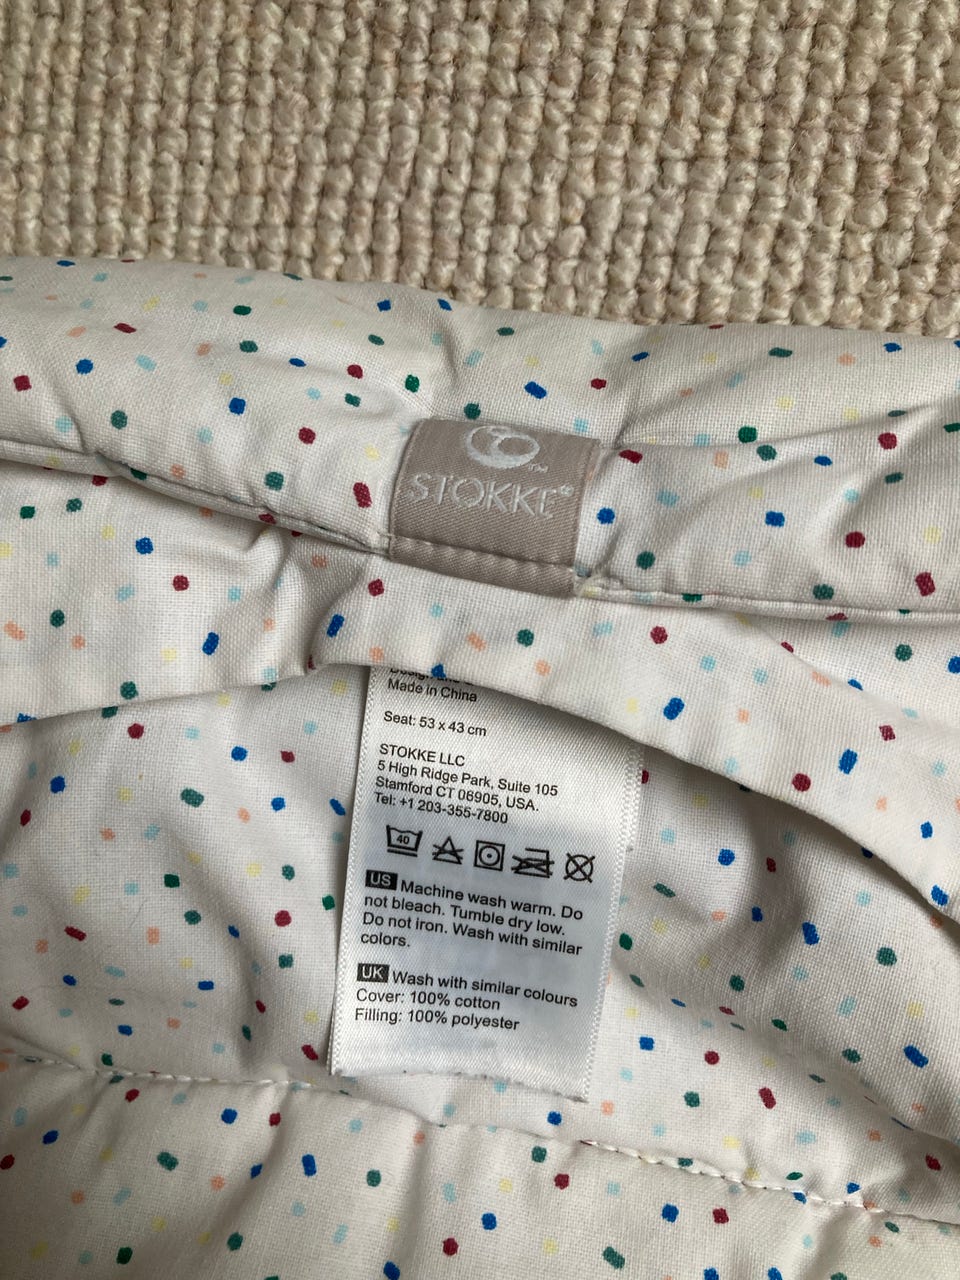 STOKKE
Made in China
Seat: 53 x 43 cm
STOKKE LLC
5 High Ridge Park, Suite 105
Stamford CT 06905, USA.
Tel: +1 203-355-7800
40
US Machine wash warm. Do
not bleach. Tumble dry low.
Do not iron. Wash with similar
colors.
UK Wash with similar colours
Cover: 100% cotton
Filling: 100% polyester